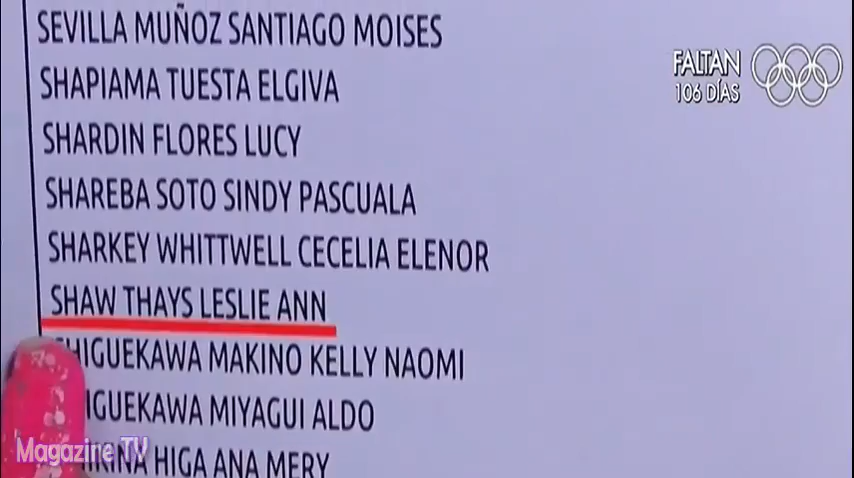 SEVILLA MUÑOZ SANTIAGO MOISES
SHAPIAMA TUESTA ELGIVA
SHARDIN FLORES LUCY
SHAREBA SOTO SINDY PASCUALA
SHARKEY WHITTWELL CECELIA ELENOR
SHAW THAYS LESLIE ANN
MAKINO KELLY NAOMI
MIYAGUI ALDO
HIGA ANA MERY
FALTAN
106 DÍAS
Magazine TV